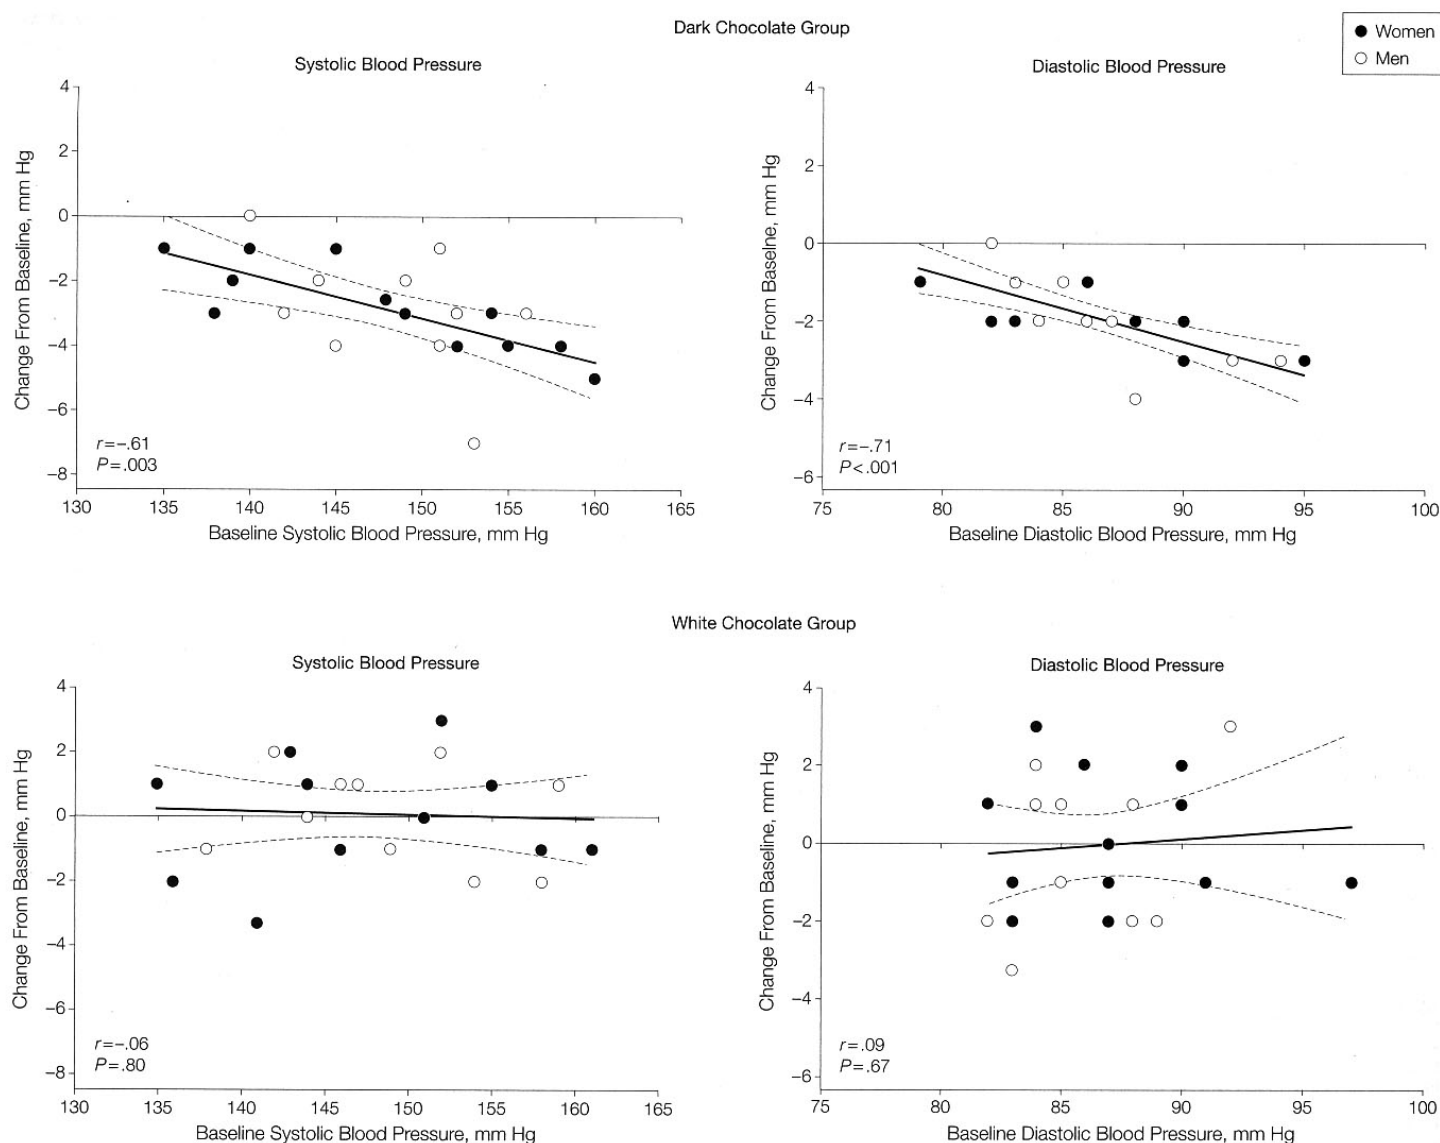 Dark Chocolate Group
Women
Men
Systolic Blood Pressure
4
2
0
−2
−4
−6
−8
Change From Baseline, mm Hg
r=−.61
P=.003
130 135 140 145 150 155 160 165
Baseline Systolic Blood Pressure, mm Hg
Diastolic Blood Pressure
4
2
0
−2
−4
−6
Change From Baseline, mm Hg
r=−.71
P<.001
75 80 85 90 95 100
Baseline Diastolic Blood Pressure, mm Hg
White Chocolate Group
Systolic Blood Pressure
4
2
0
−2
−4
−6
−8
Change From Baseline, mm Hg
r=−.06
P=.80
130 135 140 145 150 155 160 165
Baseline Systolic Blood Pressure, mm Hg
Diastolic Blood Pressure
4
2
0
−2
−4
−6
Change From Baseline, mm Hg
r=.09
P=.67
75 80 85 90 95 100
Baseline Diastolic Blood Pressure, mm Hg